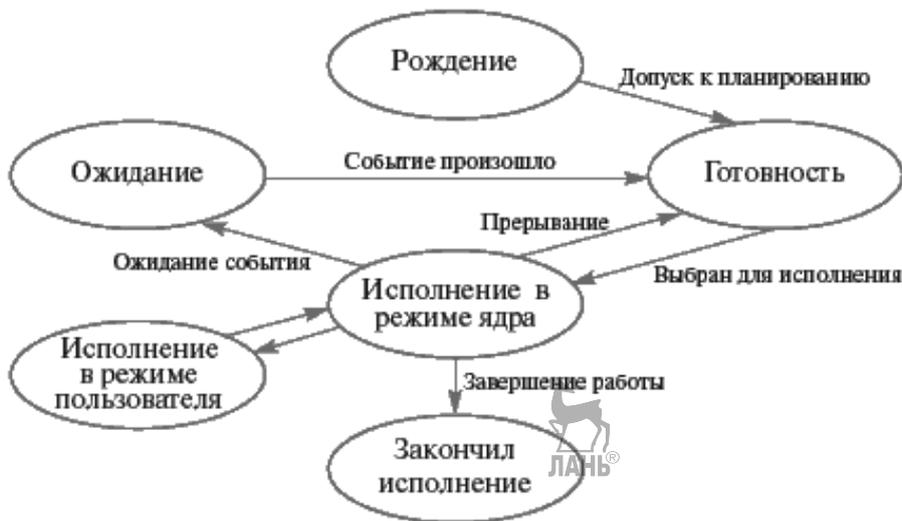 Рождение
Допуск к планированию
Ожидание
Событие произошло
Готовность
Прерывание
Ожидание события
Выбран для исполнения
Исполнение в
режиме ядра
Исполнение
в режиме
пользователя
Завершение работы
Закончил
исполнение
ЛАНЬ®